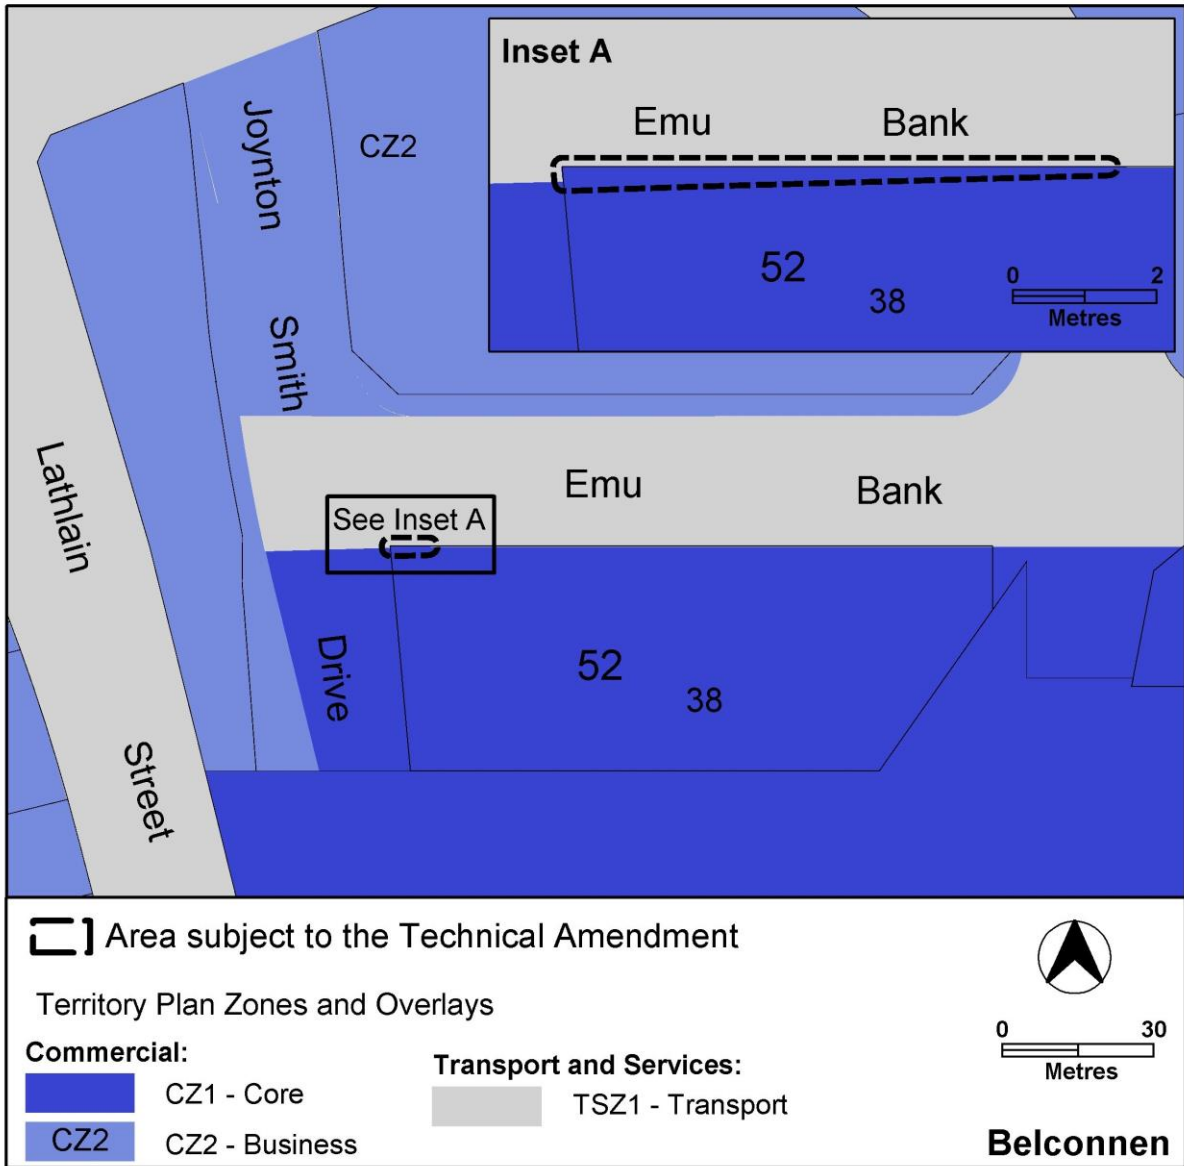 Inset A
Emu Bank
52
38
0 2
Metres
Joynton
CZ2
Smith
Lathlain
Emu Bank
See Inset A
Drive
52
38
Street
Area subject to the Technical Amendment
Territory Plan Zones and Overlays
Commercial:
CZ1 - Core
CZ2 CZ2 - Business
Transport and Services:
TSZ1 - Transport
0 30
Metres
Belconnen